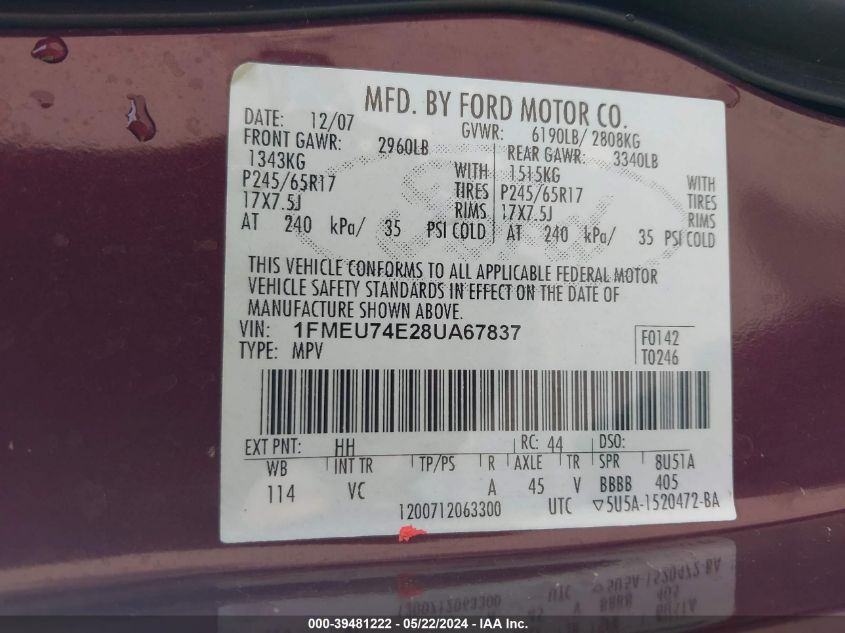 MFD. BY FORD MOTOR CO.
DATE: 12/07 GVWR: 6190LB/ 2808KG
FRONT GAWR: 2960LB REAR GAWR: 3340LB
1343KG WITH 1515KG WITH
P245/65R17 TIRES P245/65R17 TIRES
17X7.5J RIMS 17X7.5J RIMS
AT 240 kPa/ 35 PSI COLD AT 240 kPa/ 35 PSI COLD
THIS VEHICLE CONFORMS TO ALL APPLICABLE FEDERAL MOTOR
VEHICLE SAFETY STANDARDS IN EFFECT ON THE DATE OF
MANUFACTURE SHOWN ABOVE.
VIN: 1FMEU74E28UA67837 F0142
TYPE: MPV T0246
EXT PNT: HH RC: 44 DSO:
WB INT TR TP/PS R AXLE TR SPR 8U51A
114 VC A 45 V BBBB 405
1200712063300 UTC ▽5U5A-1520472-BA
000-39481222 - 05/22/2024 - IAA Inc.